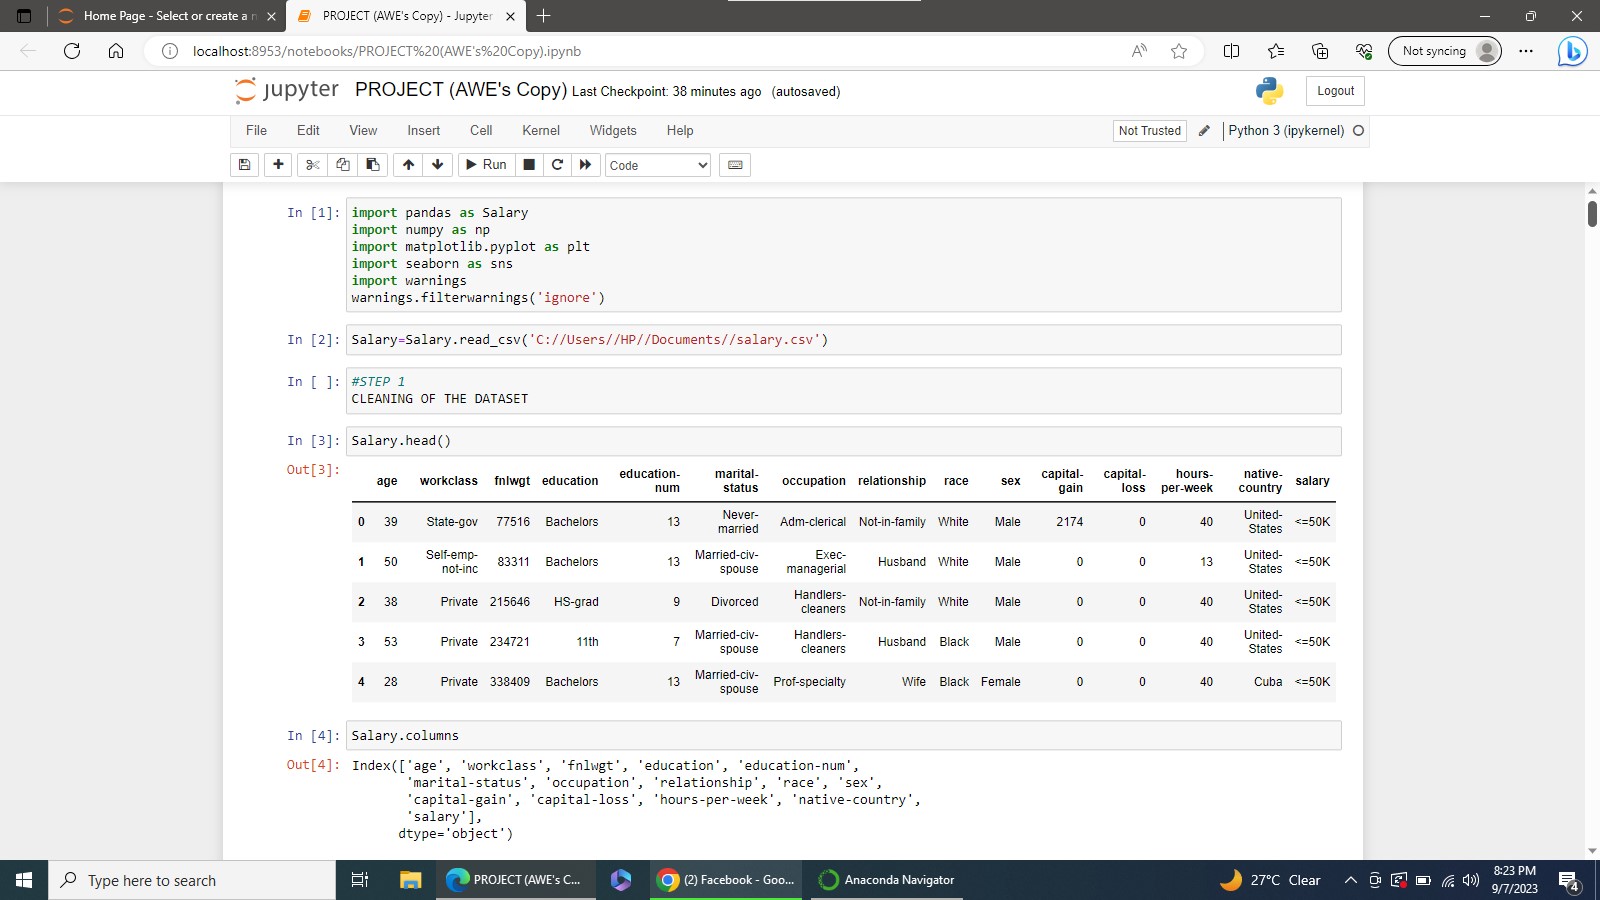 Home Page - Select or create a n
PROJECT (AWE's Copy) - Jupyter
localhost:8953/notebooks/PROJECT%20(AWE's%20Copy).ipynb
Not syncing
jupyter PROJECT (AWE's Copy) Last Checkpoint: 38 minutes ago (autosaved)
Logout
File Edit View Insert Cell Kernel Widgets Help
Not Trusted
Python 3 (ipykernel)
Run
Code
In [1]: import pandas as Salary
import numpy as np
import matplotlib.pyplot as plt
import seaborn as sns
import warnings
warnings.filterwarnings('ignore')
In [2]: Salary=Salary.read_csv('C://Users//HP//Documents//salary.csv')
In [ ]: #STEP 1
CLEANING OF THE DATASET
In [3]: Salary.head()
Out[3]:
age workclass fnlwgt education education-num marital-status occupation relationship race sex capital-gain capital-loss hours-per-week native-country salary
0 39 State-gov 77516 Bachelors 13 Never-married Adm-clerical Not-in-family White Male 2174 0 40 United-States <=50K
1 50 Self-emp-not-inc 83311 Bachelors 13 Married-civ-spouse Exec-managerial Husband White Male 0 0 13 United-States <=50K
2 38 Private 215646 HS-grad 9 Divorced Handlers-cleaners Not-in-family White Male 0 0 40 United-States <=50K
3 53 Private 234721 11th 7 Married-civ-spouse Handlers-cleaners Husband Black Male 0 0 40 United-States <=50K
4 28 Private 338409 Bachelors 13 Married-civ-spouse Prof-specialty Wife Black Female 0 0 40 Cuba <=50K
In [4]: Salary.columns
Out[4]: Index(['age', 'workclass', 'fnlwgt', 'education', 'education-num',
'marital-status', 'occupation', 'relationship', 'race', 'sex',
'capital-gain', 'capital-loss', 'hours-per-week', 'native-country',
'salary'],
dtype='object')
Type here to search
PROJECT (AWE's C...
(2) Facebook - Goo...
Anaconda Navigator
27°C Clear
8:23 PM
9/7/2023
4